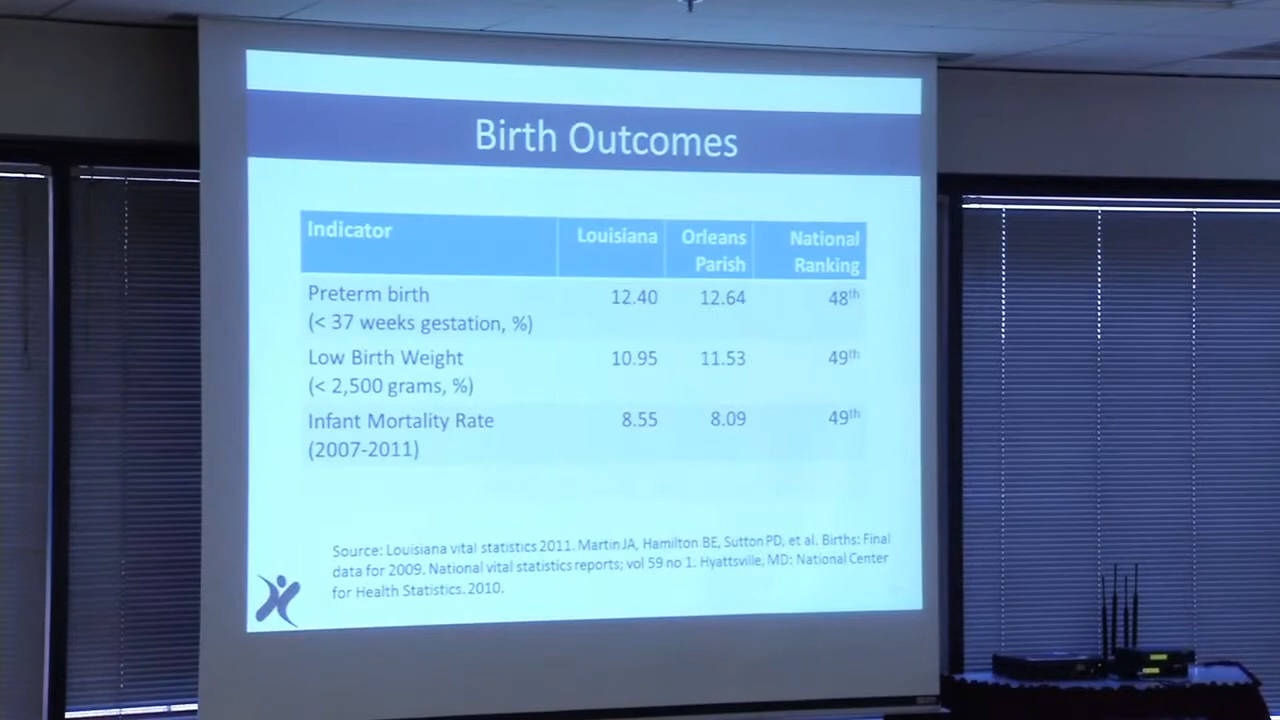 Birth Outcomes
Indicator Louisiana Orleans Parish National Ranking
Preterm birth (< 37 weeks gestation, %) 12.40 12.64 48th
Low Birth Weight (< 2,500 grams, %) 10.95 11.53 49th
Infant Mortality Rate (2007-2011) 8.55 8.09 49th
Source: Louisiana vital statistics 2011. Martin JA, Hamilton BE, Sutton PD, et al. Births: Final
data for 2009. National vital statistics reports; vol 59 no 1. Hyattsville, MD: National Center
for Health Statistics. 2010.